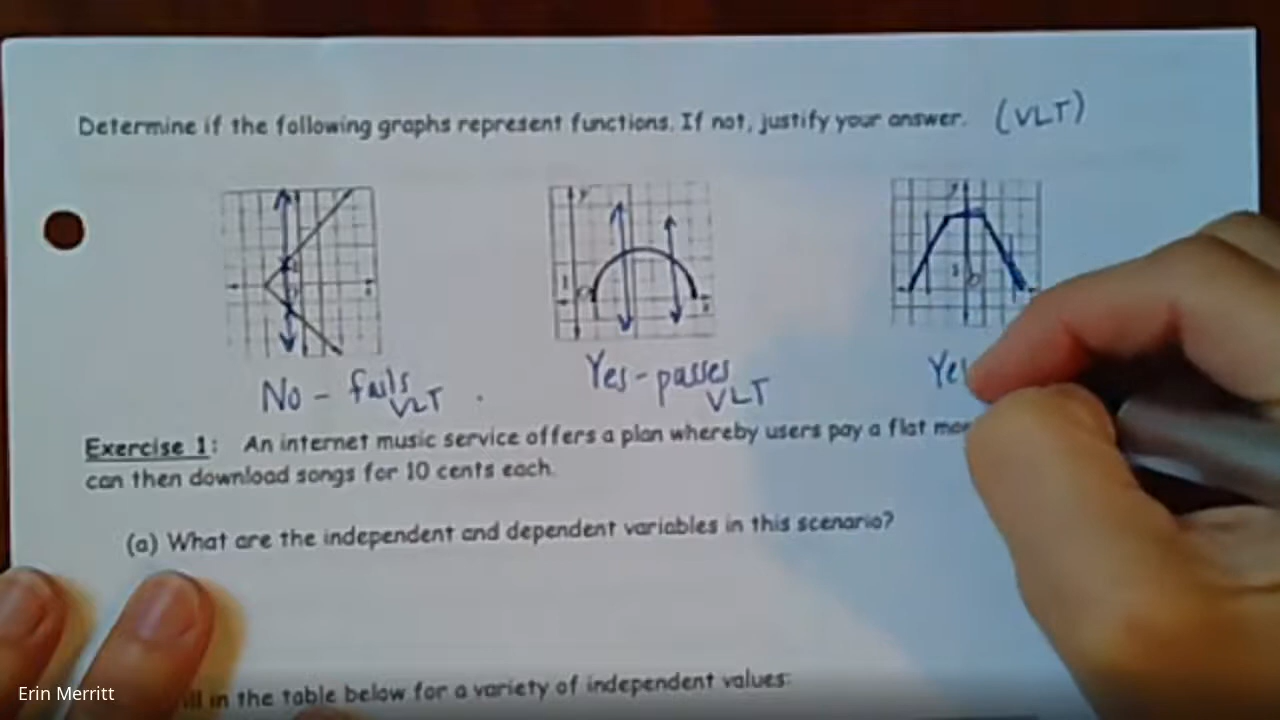 Determine if the following graphs represent functions. If not, justify your answer. (VLT)
No - fails
VLT
Yes - passes
VLT
Exercise 1: An internet music service offers a plan whereby users pay a flat
can then download songs for 10 cents each.
(a) What are the independent and dependent variables in this scenario?
in the table below for a variety of independent values:
Erin Merritt